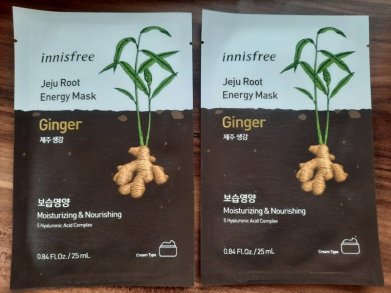 innisfree
Jeju Root
Energy Mask
Ginger
제주 생강
보습영양
Moisturizing & Nourishing
5 Hyaluronic Acid Complex
0.84 Fl.Oz. / 25 mL
Cream Type
innisfree
Jeju Root
Energy Mask
Ginger
제주 생강
보습영양
Moisturizing & Nourishing
5 Hyaluronic Acid Complex
0.84 Fl.Oz. / 25 mL
Cream Type